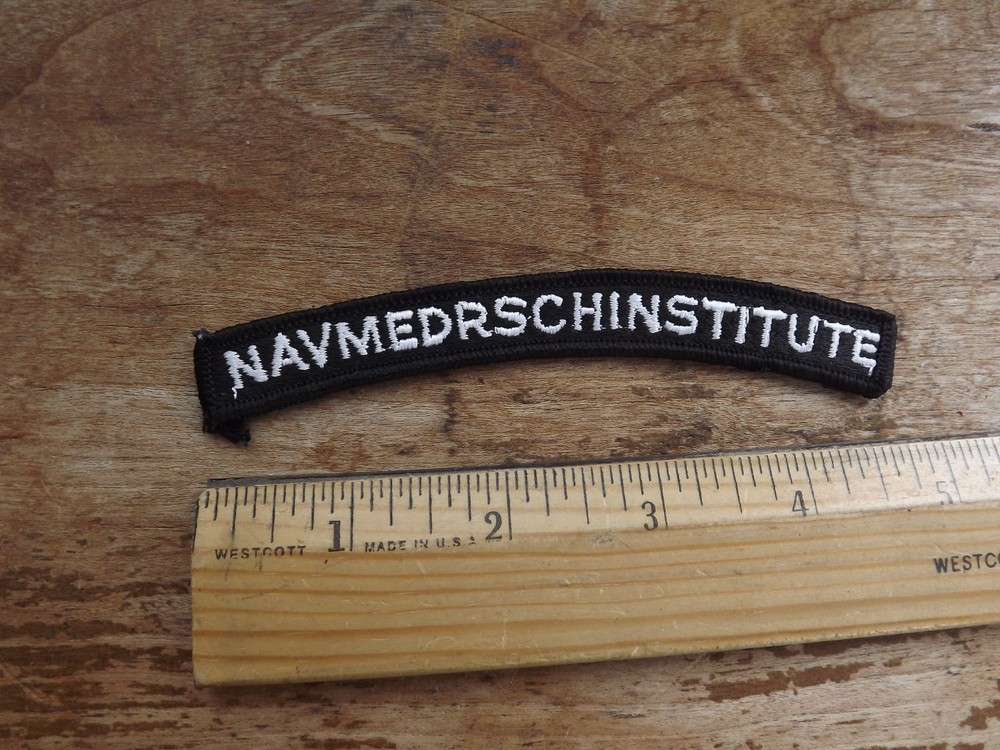 NAVMEDRSCHINSTITUTE
1 2 3 4 5
WESTCOTT MADE IN U.S.A WESTCO